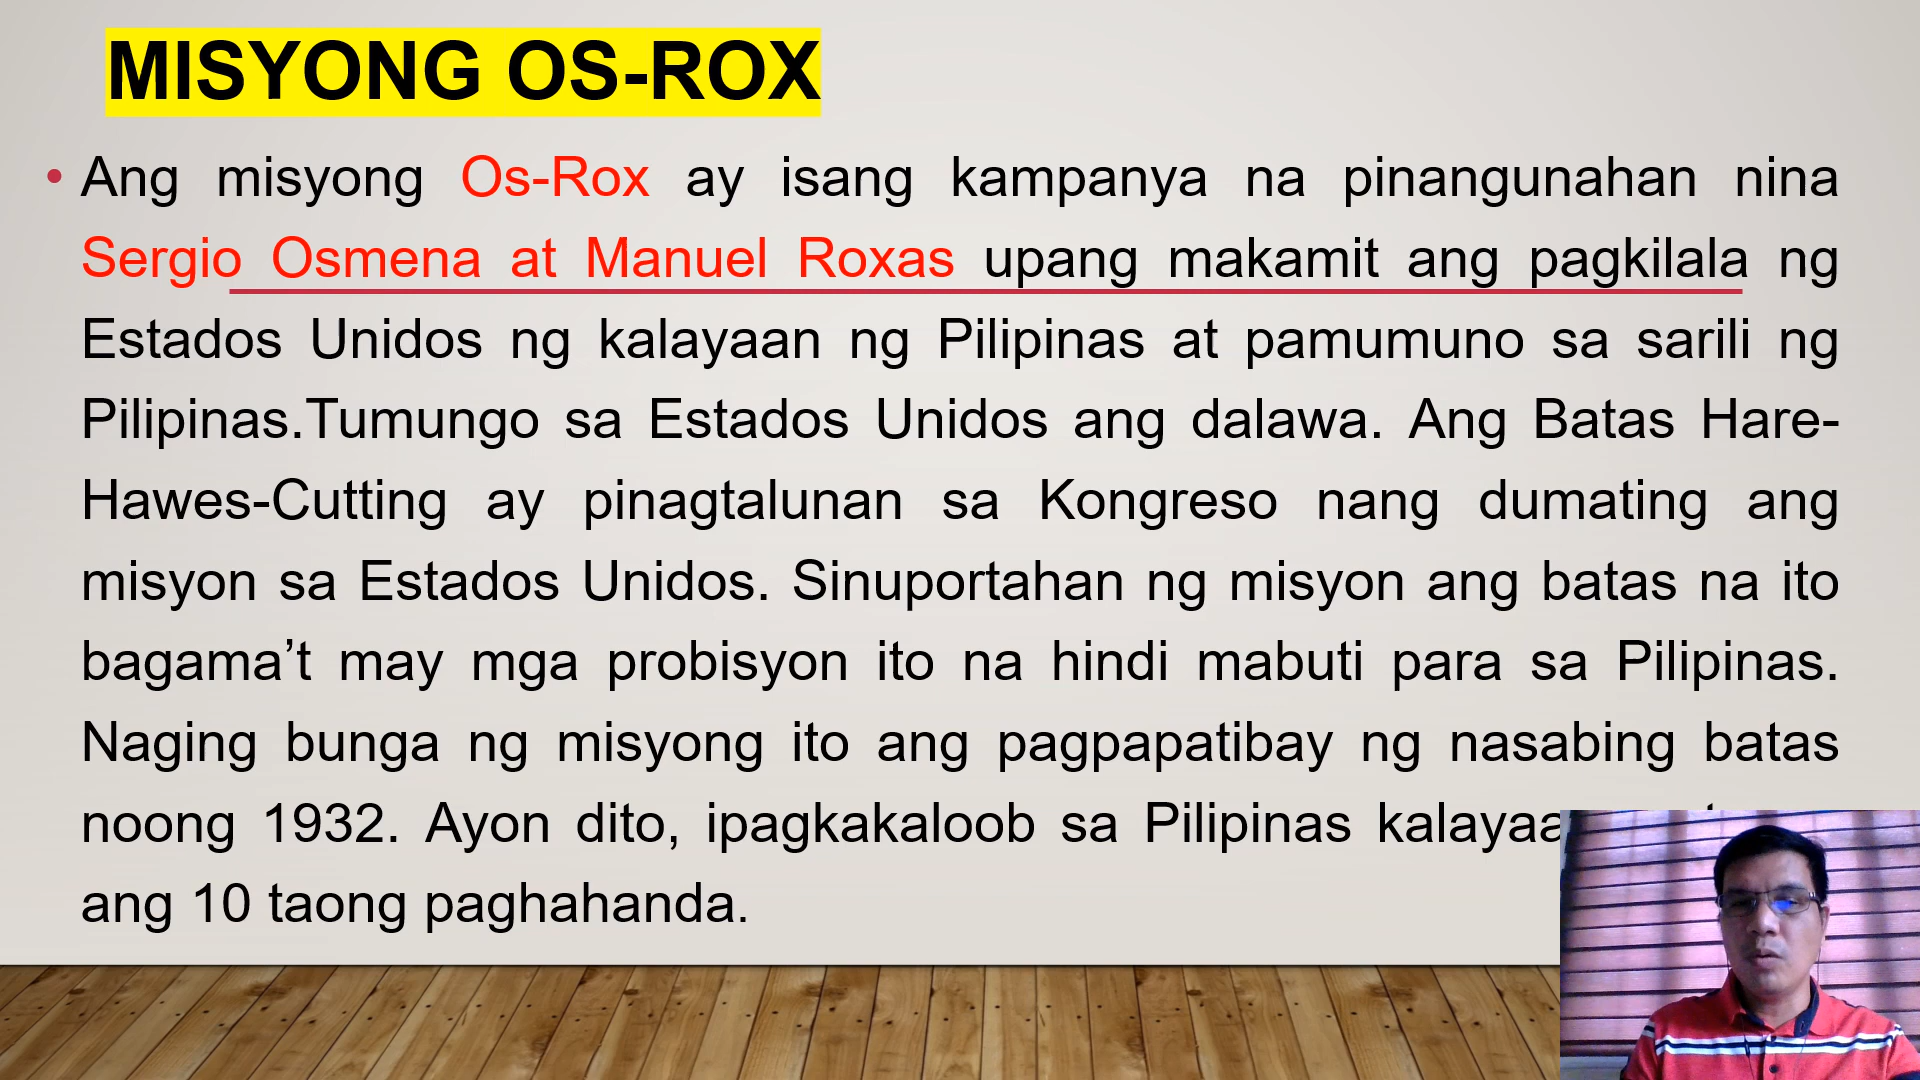 MISYONG OS-ROX
• Ang misyong Os-Rox ay isang kampanya na pinangunahan nina
Sergio Osmena at Manuel Roxas upang makamit ang pagkilala ng
Estados Unidos ng kalayaan ng Pilipinas at pamumuno sa sarili ng
Pilipinas.Tumungo sa Estados Unidos ang dalawa. Ang Batas Hare-
Hawes-Cutting ay pinagtalunan sa Kongreso nang dumating ang
misyon sa Estados Unidos. Sinuportahan ng misyon ang batas na ito
bagama’t may mga probisyon ito na hindi mabuti para sa Pilipinas.
Naging bunga ng misyong ito ang pagpapatibay ng nasabing batas
noong 1932. Ayon dito, ipagkakaloob sa Pilipinas
ang 10 taong paghahanda.